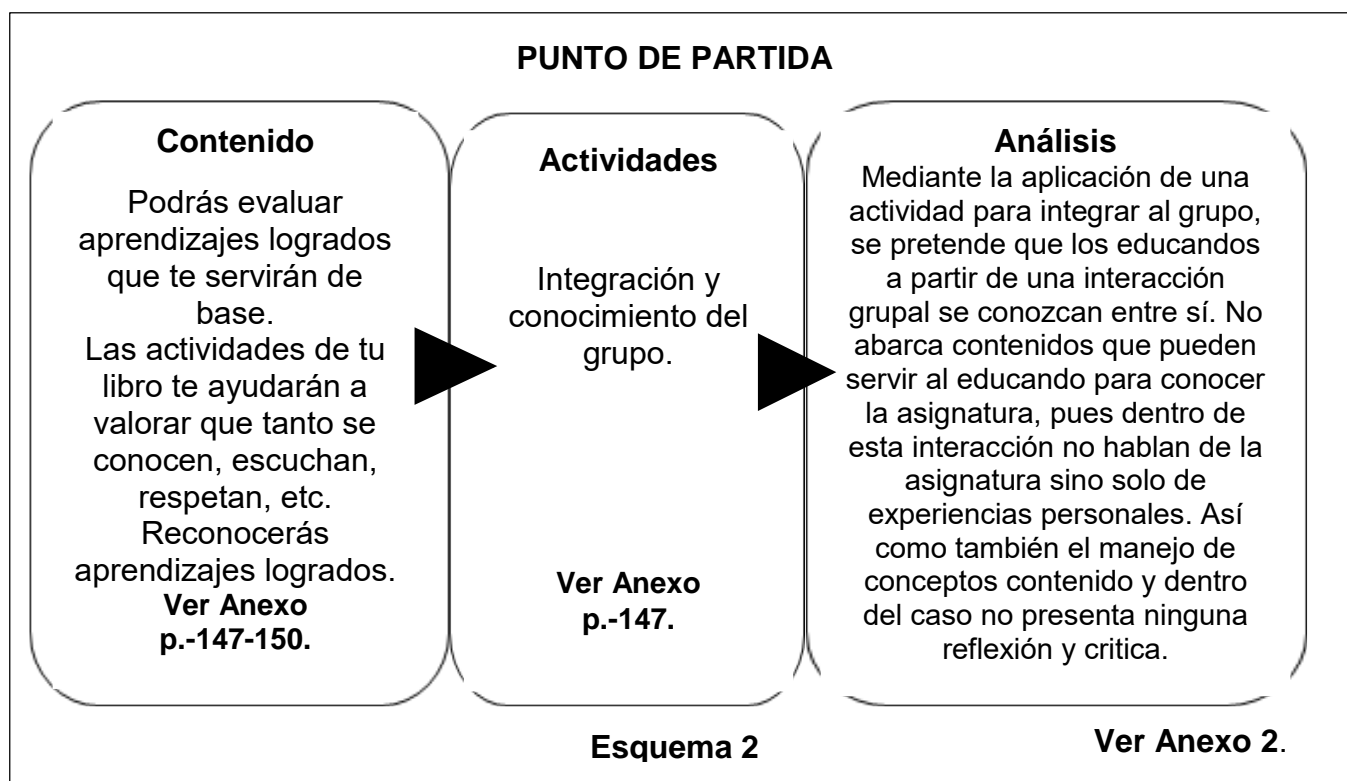 PUNTO DE PARTIDA
Contenido
Podrás evaluar
aprendizajes logrados
que te servirán de
base.
Las actividades de tu
libro te ayudarán a
valorar que tanto se
conocen, escuchan,
respetan, etc.
Reconocerás
aprendizajes logrados.
Ver Anexo
p.-147-150.
Actividades
Integración y
conocimiento del
grupo.
Ver Anexo
p.-147.
Análisis
Mediante la aplicación de una
actividad para integrar al grupo,
se pretende que los educandos
a partir de una interacción
grupal se conozcan entre sí. No
abarca contenidos que pueden
servir al educando para conocer
la asignatura, pues dentro de
esta interacción no hablan de la
asignatura sino solo de
experiencias personales. Así
como también el manejo de
conceptos contenido y dentro
del caso no presenta ninguna
reflexión y critica.
Esquema 2
Ver Anexo 2.